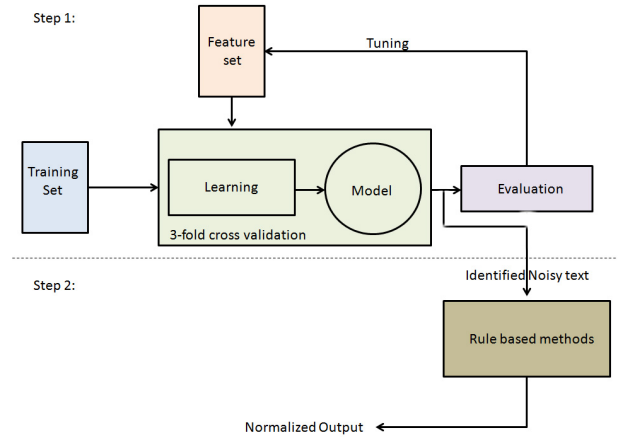 Step 1:
Feature
set
Tuning
Training
Set
Learning
Model
Evaluation
3-fold cross validation
Identified Noisy text
Step 2:
Rule based methods
Normalized Output